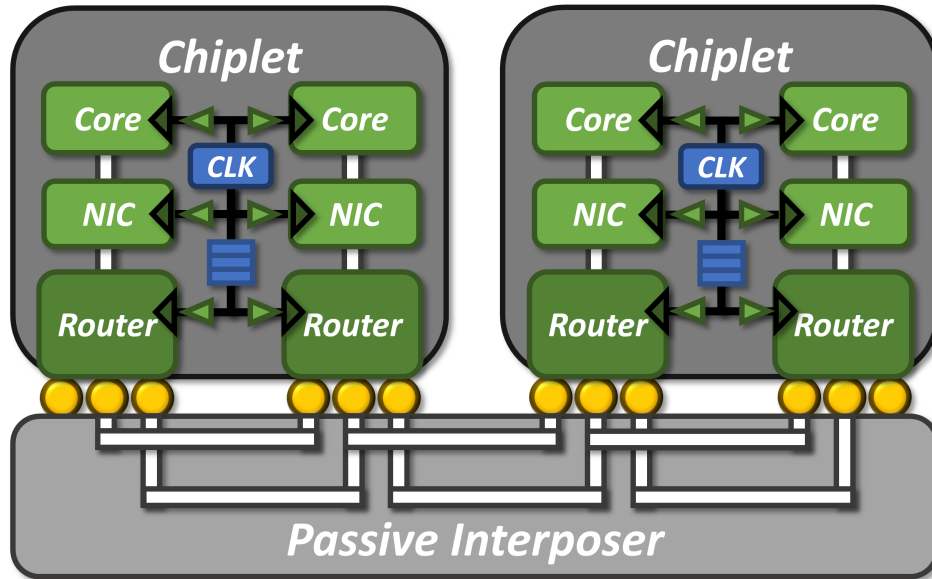 Chiplet
Core Core
CLK
NIC NIC
Router Router
Chiplet
Core Core
CLK
NIC NIC
Router Router
Passive Interposer